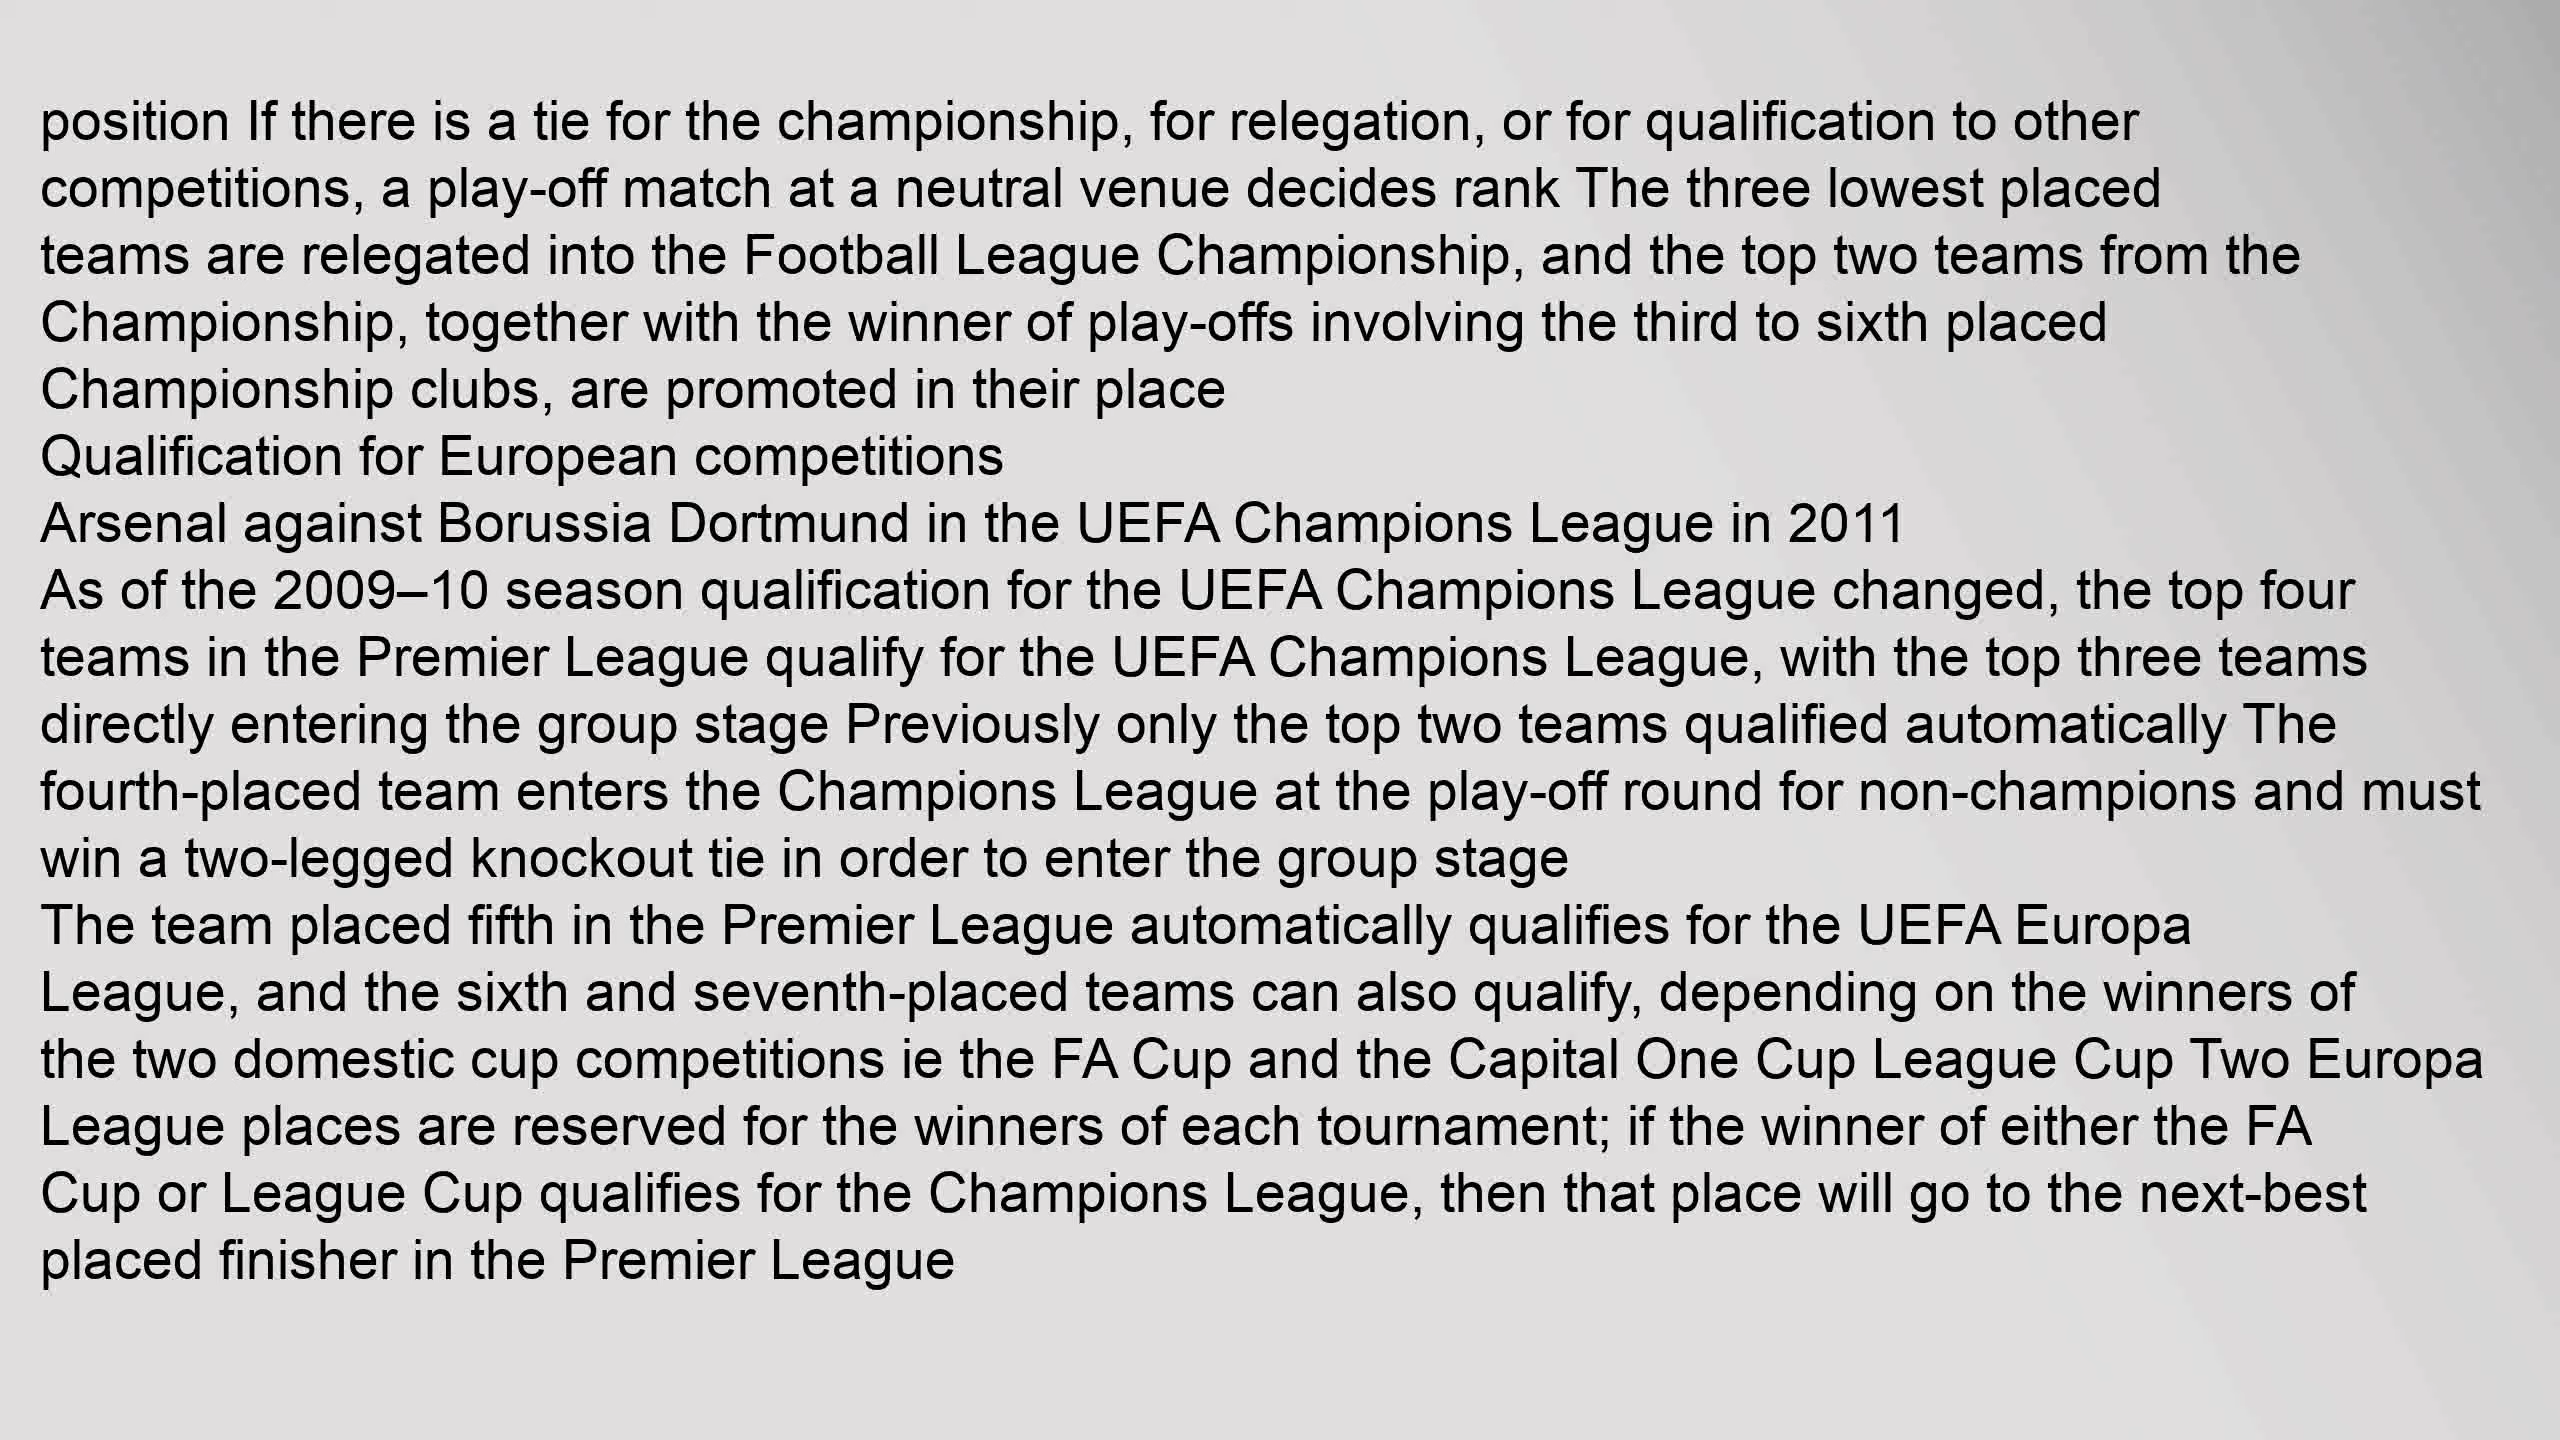 position If there is a tie for the championship, for relegation, or for qualification to other
competitions, a play-off match at a neutral venue decides rank The three lowest placed
teams are relegated into the Football League Championship, and the top two teams from the
Championship, together with the winner of play-offs involving the third to sixth placed
Championship clubs, are promoted in their place
Qualification for European competitions
Arsenal against Borussia Dortmund in the UEFA Champions League in 2011
As of the 2009–10 season qualification for the UEFA Champions League changed, the top four
teams in the Premier League qualify for the UEFA Champions League, with the top three teams
directly entering the group stage Previously only the top two teams qualified automatically The
fourth-placed team enters the Champions League at the play-off round for non-champions and must
win a two-legged knockout tie in order to enter the group stage
The team placed fifth in the Premier League automatically qualifies for the UEFA Europa
League, and the sixth and seventh-placed teams can also qualify, depending on the winners of
the two domestic cup competitions ie the FA Cup and the Capital One Cup League Cup Two Europa
League places are reserved for the winners of each tournament; if the winner of either the FA
Cup or League Cup qualifies for the Champions League, then that place will go to the next-best
placed finisher in the Premier League